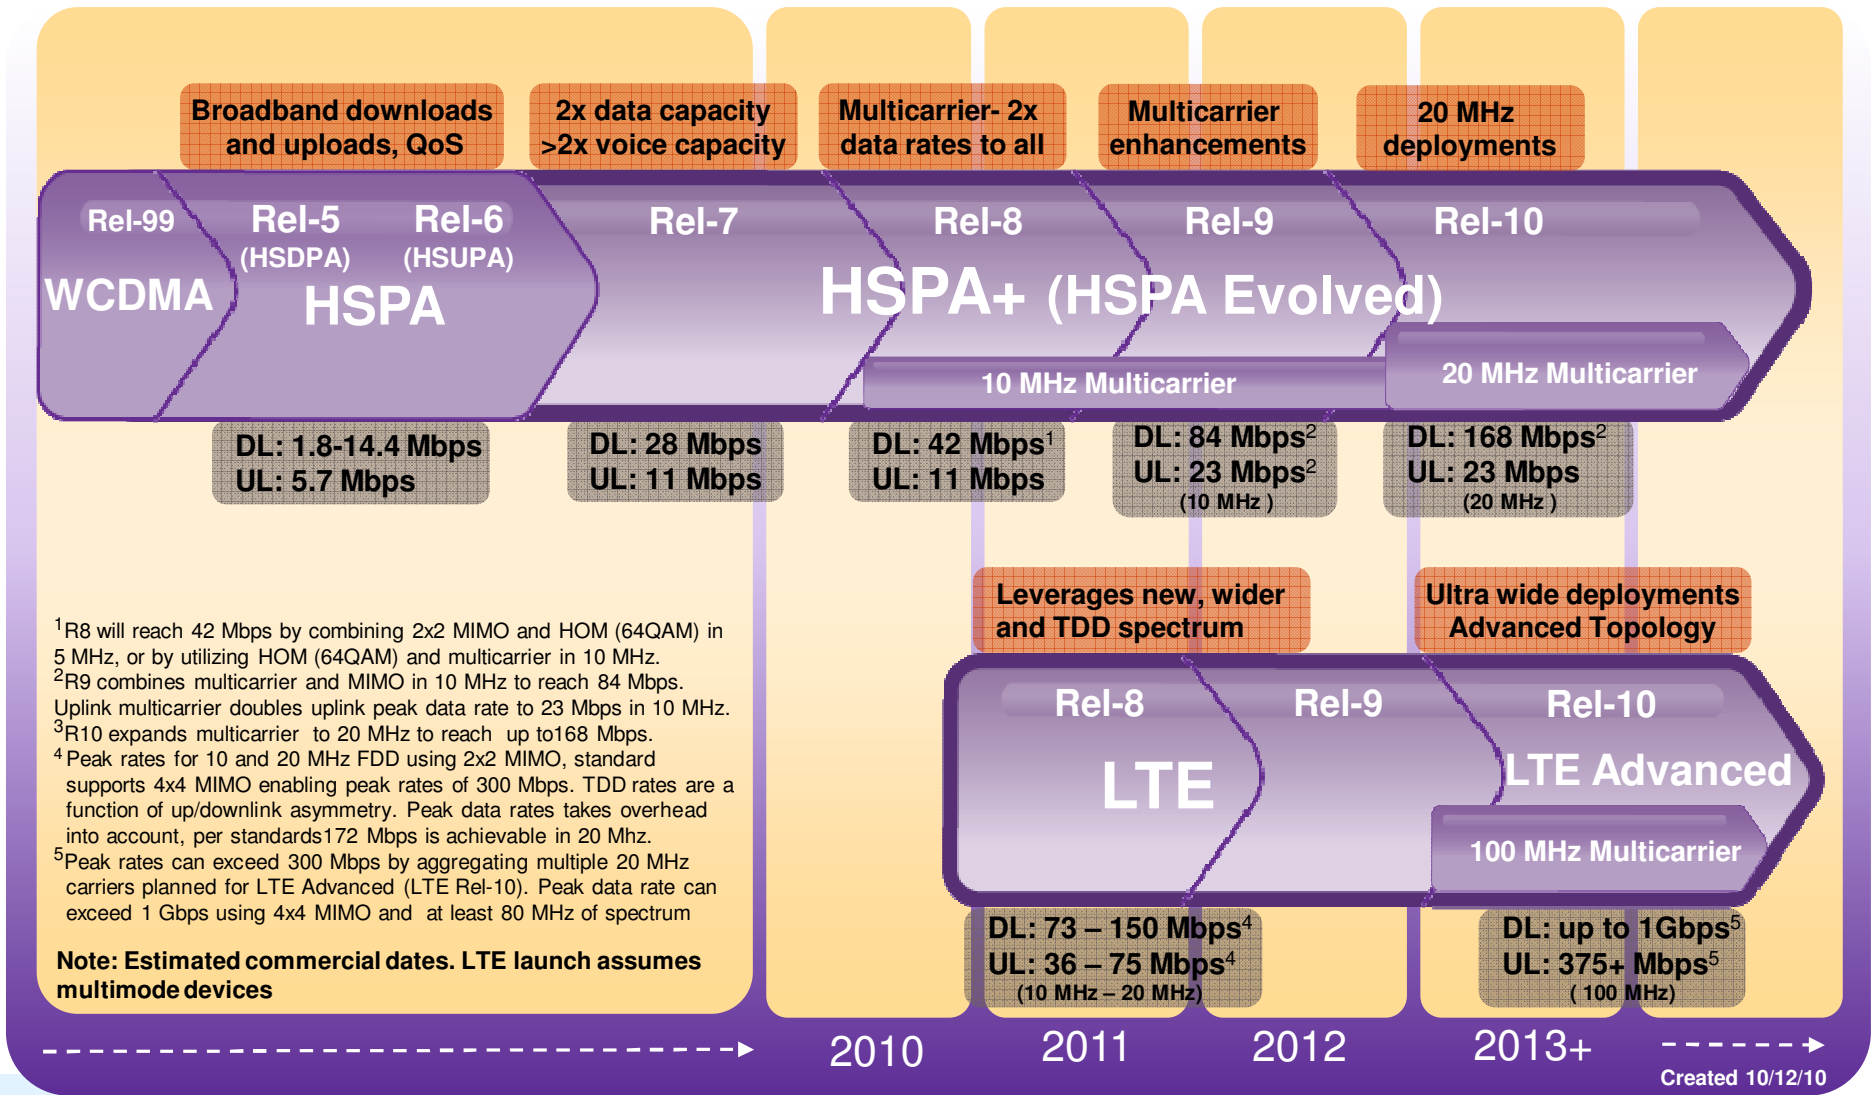 Broadband downloads
and uploads, QoS
2x data capacity
>2x voice capacity
Multicarrier- 2x
data rates to all
Multicarrier
enhancements
20 MHz
deployments
Rel-99
WCDMA
Rel-5
(HSDPA)
Rel-6
(HSUPA)
HSPA
Rel-7
Rel-8
Rel-9
Rel-10
HSPA+ (HSPA Evolved)
10 MHz Multicarrier
20 MHz Multicarrier
DL: 1.8-14.4 Mbps
UL: 5.7 Mbps
DL: 28 Mbps
UL: 11 Mbps
DL: 42 Mbps¹
UL: 11 Mbps
DL: 84 Mbps²
UL: 23 Mbps²
(10 MHz )
DL: 168 Mbps²
UL: 23 Mbps
(20 MHz )
¹R8 will reach 42 Mbps by combining 2x2 MIMO and HOM (64QAM) in
5 MHz, or by utilizing HOM (64QAM) and multicarrier in 10 MHz.
²R9 combines multicarrier and MIMO in 10 MHz to reach 84 Mbps.
Uplink multicarrier doubles uplink peak data rate to 23 Mbps in 10 MHz.
³R10 expands multicarrier to 20 MHz to reach up to168 Mbps.
⁴ Peak rates for 10 and 20 MHz FDD using 2x2 MIMO, standard
supports 4x4 MIMO enabling peak rates of 300 Mbps. TDD rates are a
function of up/downlink asymmetry. Peak data rates takes overhead
into account, per standards172 Mbps is achievable in 20 Mhz.
⁵Peak rates can exceed 300 Mbps by aggregating multiple 20 MHz
carriers planned for LTE Advanced (LTE Rel-10). Peak data rate can
exceed 1 Gbps using 4x4 MIMO and at least 80 MHz of spectrum
Note: Estimated commercial dates. LTE launch assumes
multimode devices
Leverages new, wider
and TDD spectrum
Ultra wide deployments
Advanced Topology
Rel-8
Rel-9
Rel-10
LTE
LTE Advanced
100 MHz Multicarrier
DL: 73 – 150 Mbps⁴
UL: 36 – 75 Mbps⁴
(10 MHz – 20 MHz)
DL: up to 1Gbps⁵
UL: 375+ Mbps⁵
( 100 MHz)
2010
2011
2012
2013+
Created 10/12/10